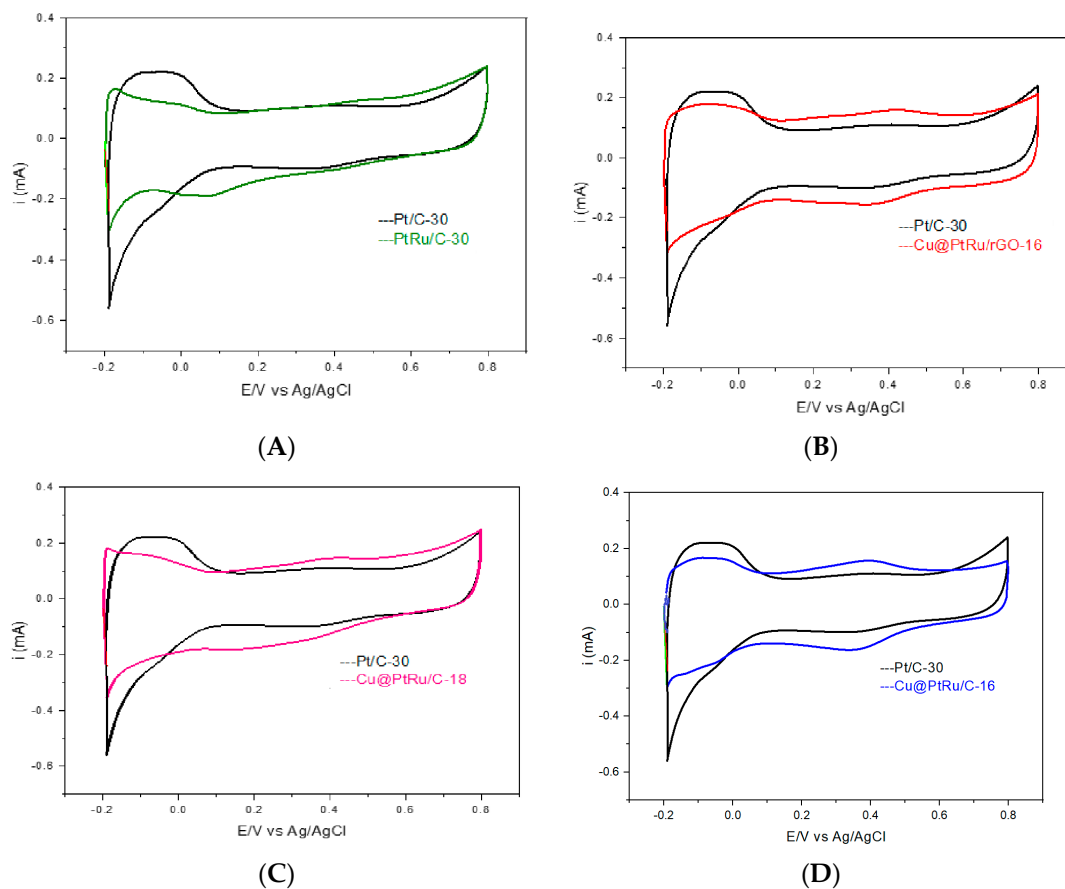 0.4
0.2
0.0
-0.2
-0.4
-0.6
i (mA)
---Pt/C-30
---PtRu/C-30
-0.2 0.0 0.2 0.4 0.6 0.8
E/V vs Ag/AgCl
(A)
0.4
0.2
0.0
-0.2
-0.4
-0.6
i (mA)
---Pt/C-30
---Cu@PtRu/rGO-16
-0.2 0.0 0.2 0.4 0.6 0.8
E/V vs Ag/AgCl
(B)
0.4
0.2
0.0
-0.2
-0.4
-0.6
i (mA)
---Pt/C-30
---Cu@PtRu/C-18
-0.2 0.0 0.2 0.4 0.6 0.8
E/V vs Ag/AgCl
(C)
0.4
0.2
0.0
-0.2
-0.4
-0.6
i (mA)
---Pt/C-30
---Cu@PtRu/C-16
-0.2 0.0 0.2 0.4 0.6 0.8
E/V vs Ag/AgCl
(D)